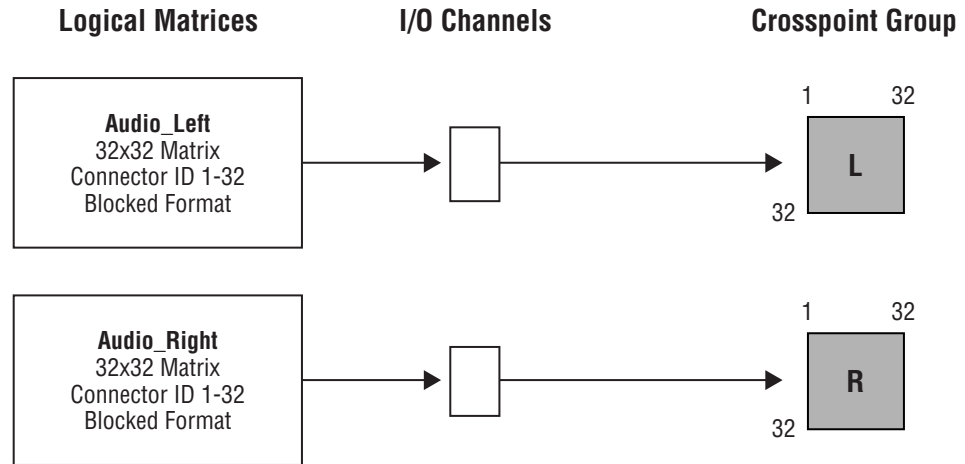 Logical Matrices
I/O Channels
Crosspoint Group
Audio_Left
32x32 Matrix
Connector ID 1-32
Blocked Format
1
32
L
32
Audio_Right
32x32 Matrix
Connector ID 1-32
Blocked Format
1
32
R
32